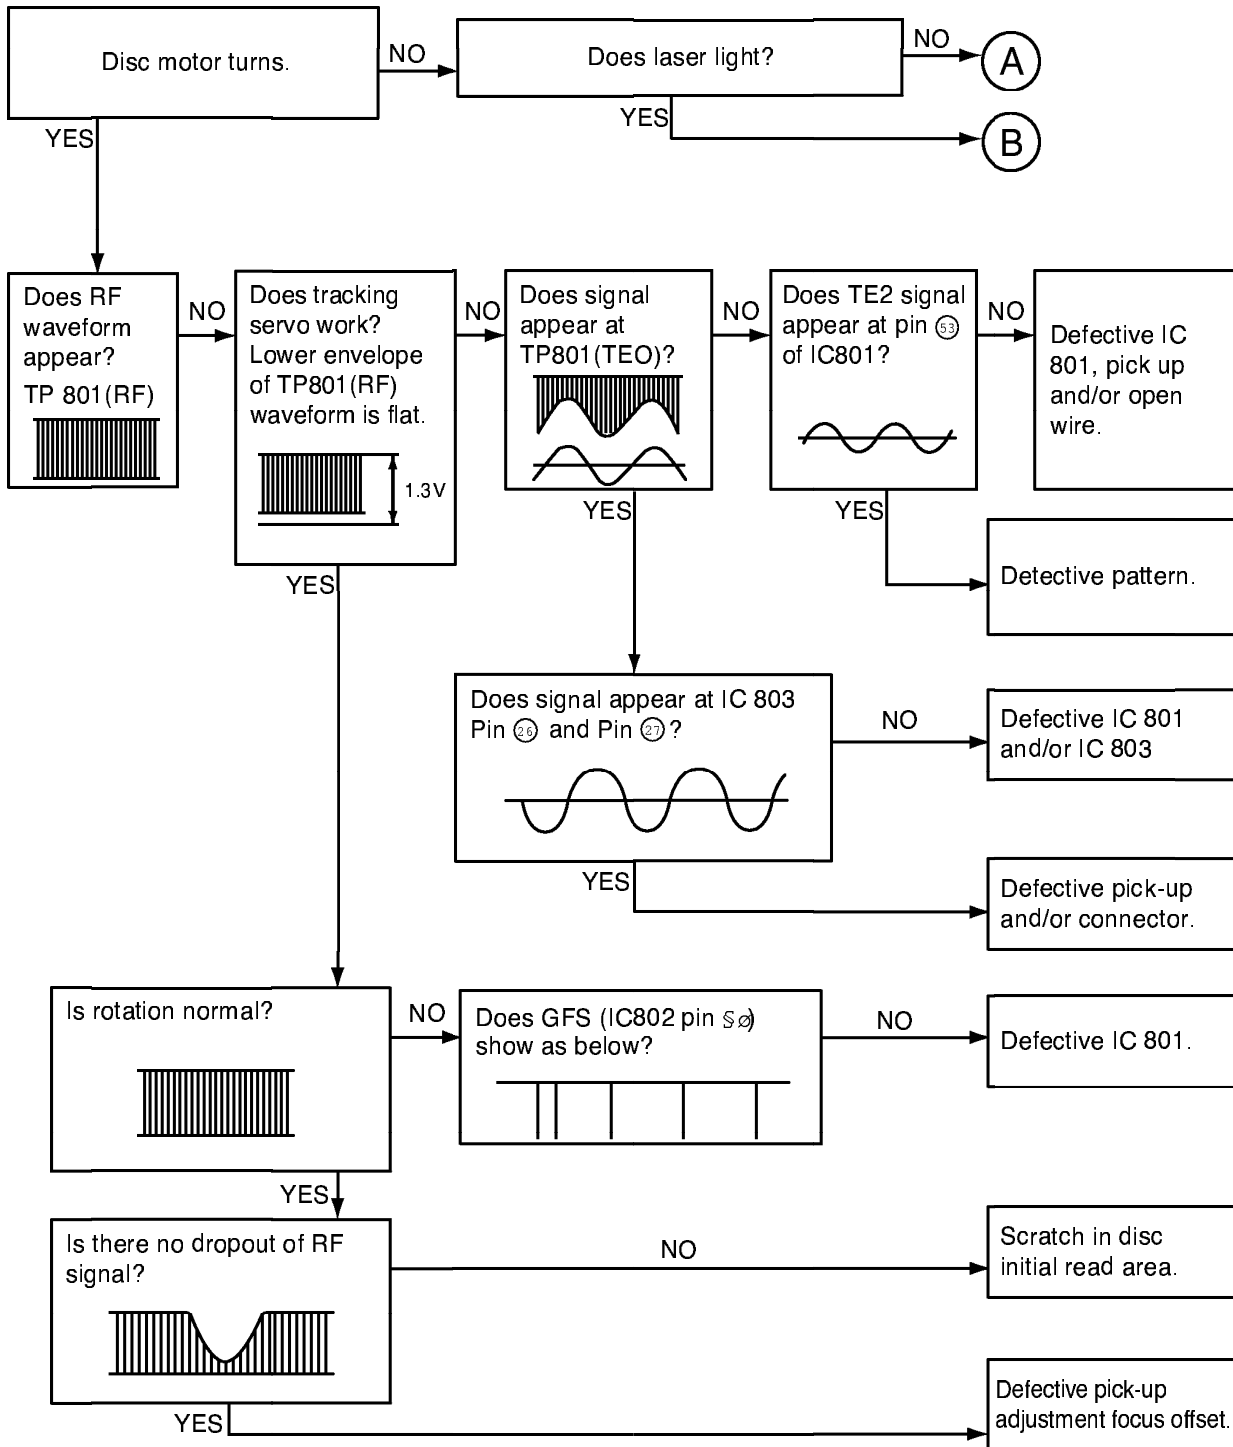 Disc motor turns.
NO
Does laser light?
NO
A
YES
B
YES
Does RF
waveform
appear?
TP 801(RF)
NO
Does tracking
servo work?
Lower envelope
of TP801(RF)
waveform is flat.
1.3V
NO
Does signal
appear at
TP801(TEO)?
NO
Does TE2 signal
appear at pin 53
of IC801?
NO
Defective IC
801, pick up
and/or open
wire.
YES
YES
YES
Detective pattern.
Does signal appear at IC 803
Pin 26 and Pin 27?
NO
Defective IC 801
and/or IC 803
YES
Defective pick-up
and/or connector.
Is rotation normal?
NO
Does GFS (IC802 pin )
show as below?
NO
Defective IC 801.
YES
Is there no dropout of RF
signal?
NO
Scratch in disc
initial read area.
YES
Defective pick-up
adjustment focus offset.